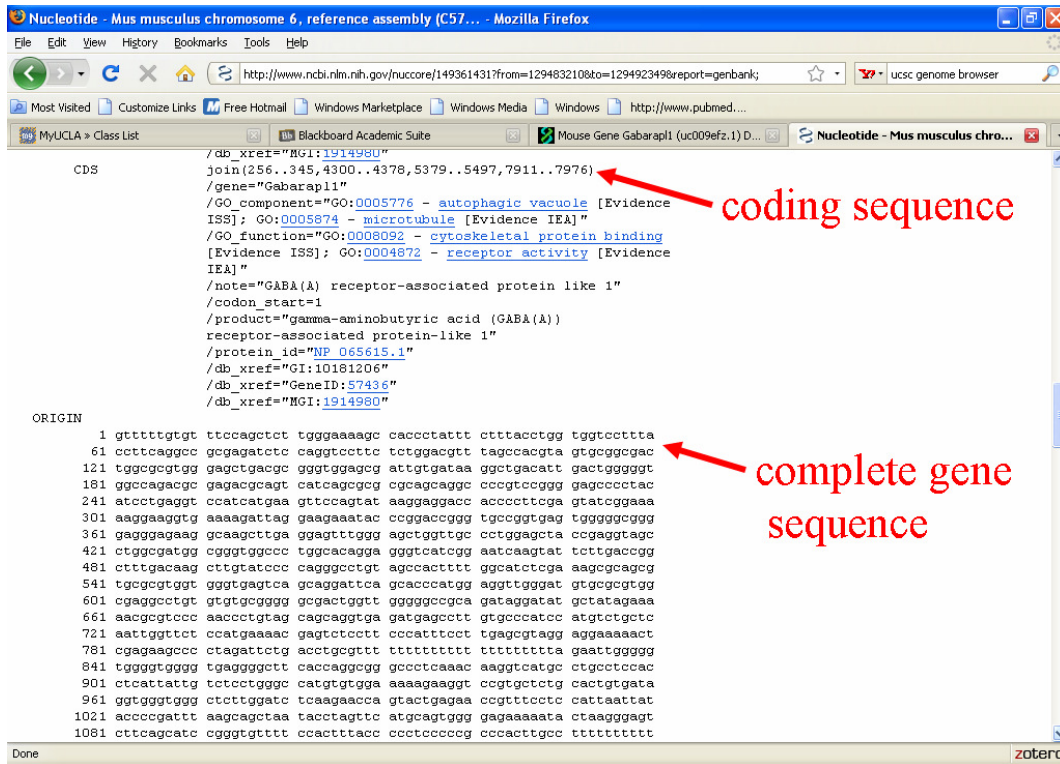 Nucleotide - Mus musculus chromosome 6, reference assembly (C57... - Mozilla Firefox
File Edit View History Bookmarks Tools Help
http://www.ncbi.nlm.nih.gov/nuccore/149361431?from=129483210&to=129492349&report=genbank; ucsc genome browser
Most Visited Customize Links Free Hotmail Windows Marketplace Windows Media Windows http://www.pubmed....
MyUCLA » Class List Blackboard Academic Suite Mouse Gene Gabarapl1 (uc009efz.1) D... Nucleotide - Mus musculus chro...
/db_xref="MGI:1914980"
CDS join(256..345,4300..4378,5379..5497,7911..7976)
/gene="Gabarapl1"
/GO_component="GO:0005776 - autophagic vacuole [Evidence
ISS]; GO:0005874 - microtubule [Evidence IEA]"
/GO_function="GO:0008092 - cytoskeletal protein binding
[Evidence ISS]; GO:0004872 - receptor activity [Evidence
IEA]"
/note="GABA(A) receptor-associated protein like 1"
/codon_start=1
/product="gamma-aminobutyric acid (GABA(A))
receptor-associated protein-like 1"
/protein_id="NP_065615.1"
/db_xref="GI:10181206"
/db_xref="GeneID:57436"
/db_xref="MGI:1914980"
coding sequence
ORIGIN
1 gtttttgtgt ttccagctct tgggaaaagc caccctattt ctttacctgg tggtccttta
61 ccttcaggcc gcgagatctc caggtccttc tctggacgtt tagccacgta gtgcggcgac
121 tggcgcgtgg gagctgacgc gggtggagcg attgtgataa ggctgacatt gactgggggt
181 ggccagacgc gagacgcagt catcagcgcg cgcagcaggc cccgtccggg gagcccctac
241 atcctgaggt ccatcatgaa gttccagtat aaggaggacc accccttcga gtatcggaaa
301 aaggaaggtg aaaagattag gaagaaatac ccggaccggg tgccggtgag tgggggcggg
361 gagggagaag gcaagcttga ggagtttggg agctggttgc cctggagcta ccgaggtagc
421 ctggcgatgg cgggtggccc tggcacagga gggtcatcgg aatcaagtat tcttgaccgg
481 ctttgacaag cttgtatccc cagggcctgt agccactttt ggcatctcga aagcgcagcg
541 tgcgcgtggt gggtgagtca gcaggattca gcacccatgg aggttgggat gtgcgcgtgg
601 cgaggcctgt gtgtgcgggg gcgactggtt gggggccgca gataggatat gctatagaaa
661 aacgcgtccc aaccctgtag cagcaggtga gatgagcctt gtgcccatcc atgtctgctc
721 aattggttct ccatgaaaac gagtctcctt cccatttcct tgagcgtagg aggaaaaact
781 cgagaagccc ctagattctg acctgcgttt tttttttttt ttttttttta gaattggggg
841 tggggtgggg tgaggggctt caccaggcgg gccctcaaac aaggtcatgc ctgcctccac
901 ctcattattg tctcctgggc catgtgtgga aaaagaaggt ccgtgctctg cactgtgata
961 ggtgggtggg ctcttggatc tcaagaacca gtactgagaa ccgtttcctc cattaattat
1021 accccgattt aagcagctaa tacctagttc atgcagtggg gagaaaaata ctaagggagt
1081 cttcagcatc cgggtgtttt ccactttacc ccctcccccg gcccacttgcc tttttttttt
complete gene
sequence
Done zotero